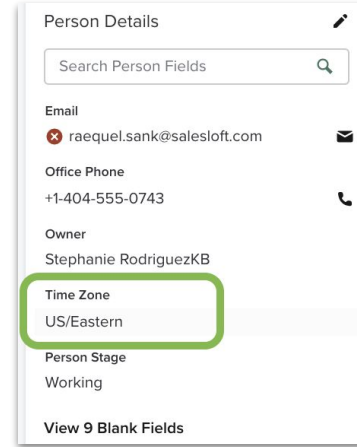 Person Details
Search Person Fields
Email
raequel.sank@salesloft.com
Office Phone
+1-404-555-0743
Owner
Stephanie RodriguezKB
Time Zone
US/Eastern
Person Stage
Working
View 9 Blank Fields